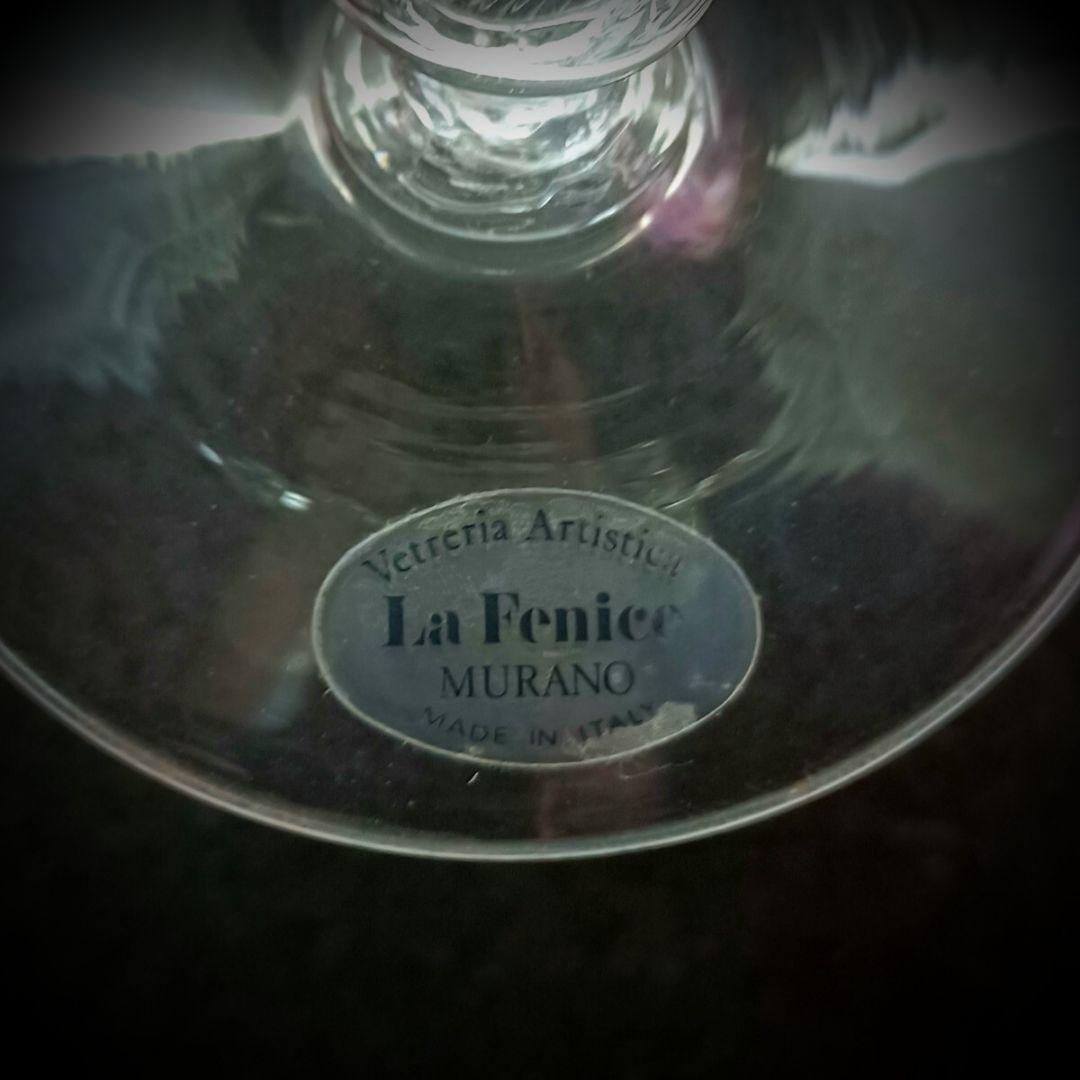 Vetreria Artistica
La Fenice
MURANO
MADE IN ITALY